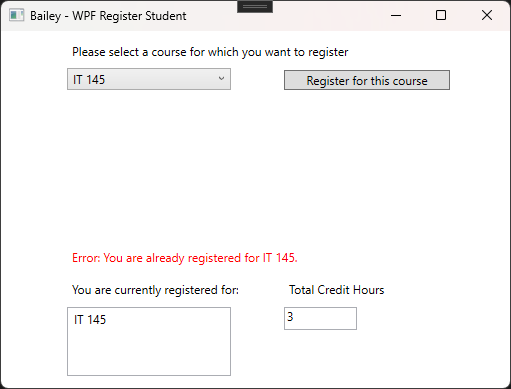 Bailey - WPF Register Student
Please select a course for which you want to register
IT 145
Register for this course
Error: You are already registered for IT 145.
You are currently registered for:
Total Credit Hours
IT 145
3